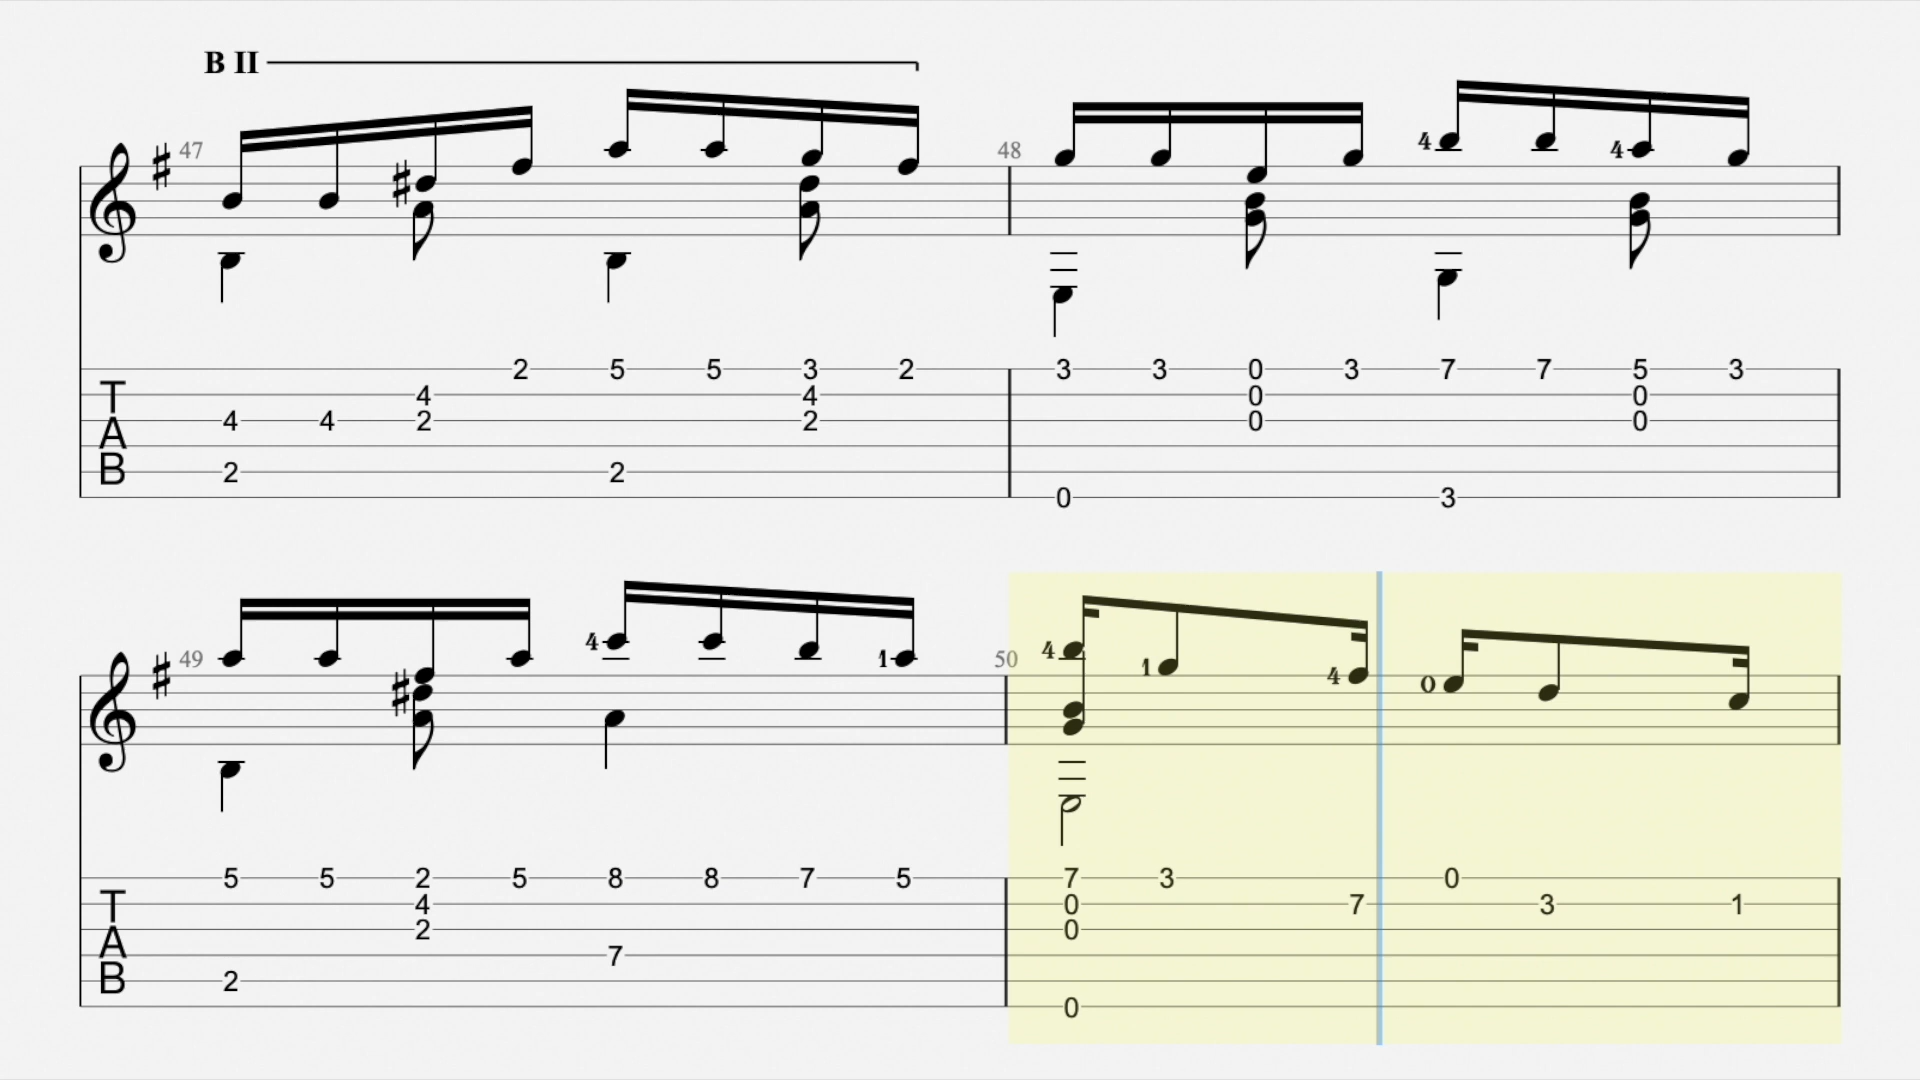 B II
47 48
4 4
2 5 5 3 2 3 3 0 3 7 7 5 3
T 4 4 0 0
4 4 2 2 0 0
A
B 2 2
0 3
49 50
4 1 4 1 4 0
5 5 2 5 8 8 7 5 7 3 0
T 4 0 7 3 1
2 0
A 7
B 2
0